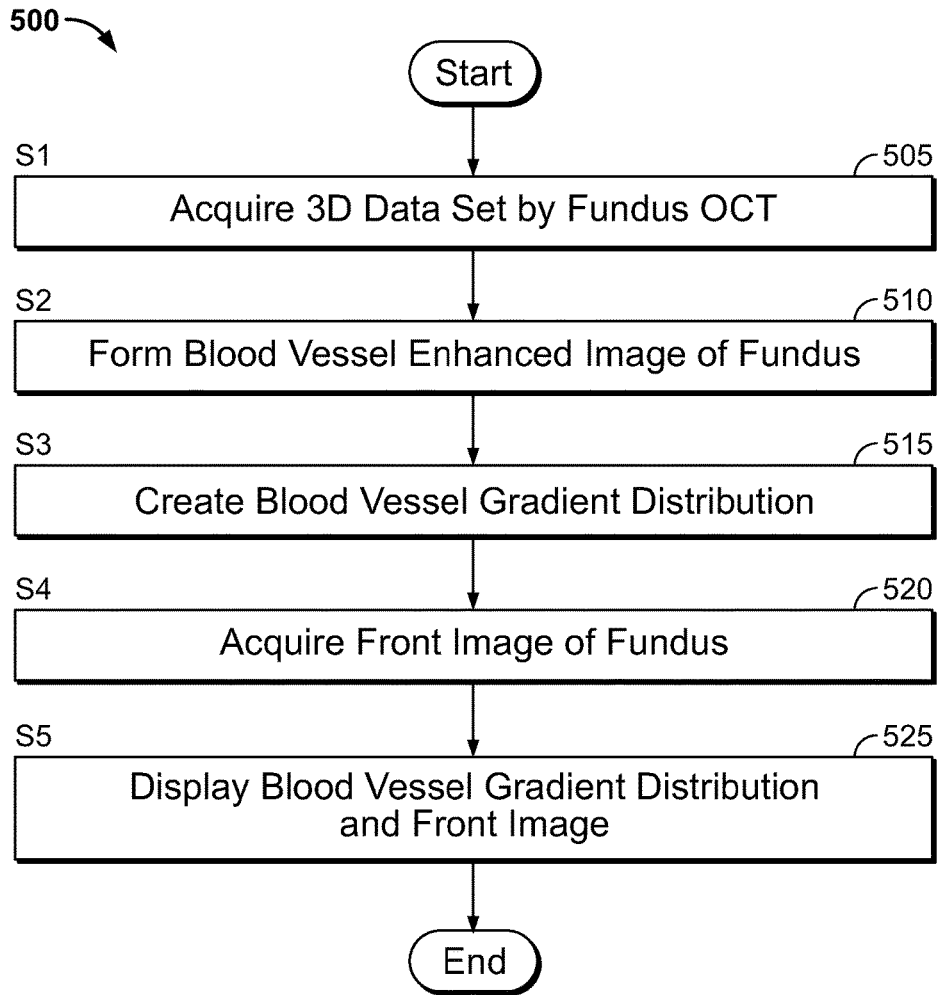 500
Start
S1
505
Acquire 3D Data Set by Fundus OCT
S2
510
Form Blood Vessel Enhanced Image of Fundus
S3
515
Create Blood Vessel Gradient Distribution
S4
520
Acquire Front Image of Fundus
S5
525
Display Blood Vessel Gradient Distribution
and Front Image
End